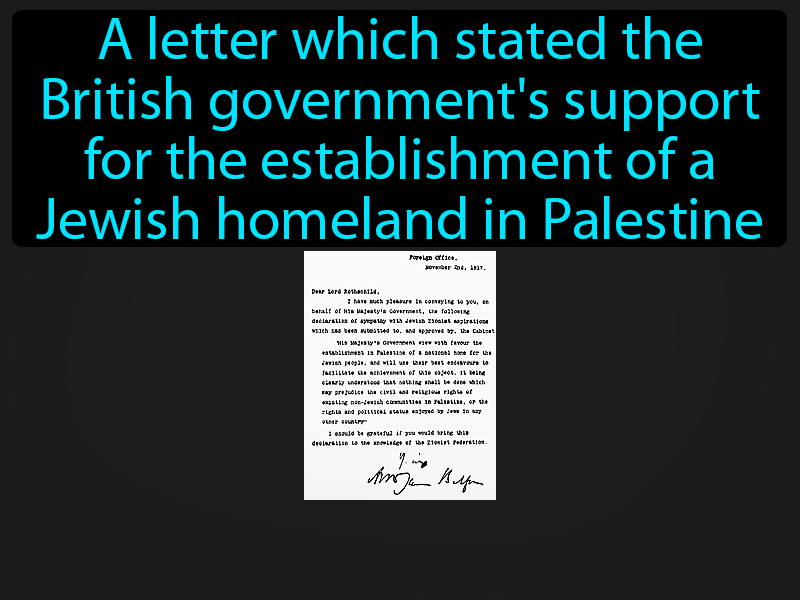 A letter which stated the
British government's support
for the establishment of a
Jewish homeland in Palestine
Foreign Office,
November 2nd, 1917.
Dear Lord Rothschild,
I have much pleasure in conveying to you, on
behalf of His Majesty's Government, the following
declaration of sympathy with Jewish Zionist aspirations
which has been submitted to, and approved by, the Cabinet
"His Majesty's Government view with favour the
establishment in Palestine of a national home for the
Jewish people, and will use their best endeavours to
facilitate the achievement of this object, it being
clearly understood that nothing shall be done which
may prejudice the civil and religious rights of
existing non-Jewish communities in Palestine, or the
rights and political status enjoyed by Jews in any
other country"
I should be grateful if you would bring this
declaration to the knowledge of the Zionist Federation.